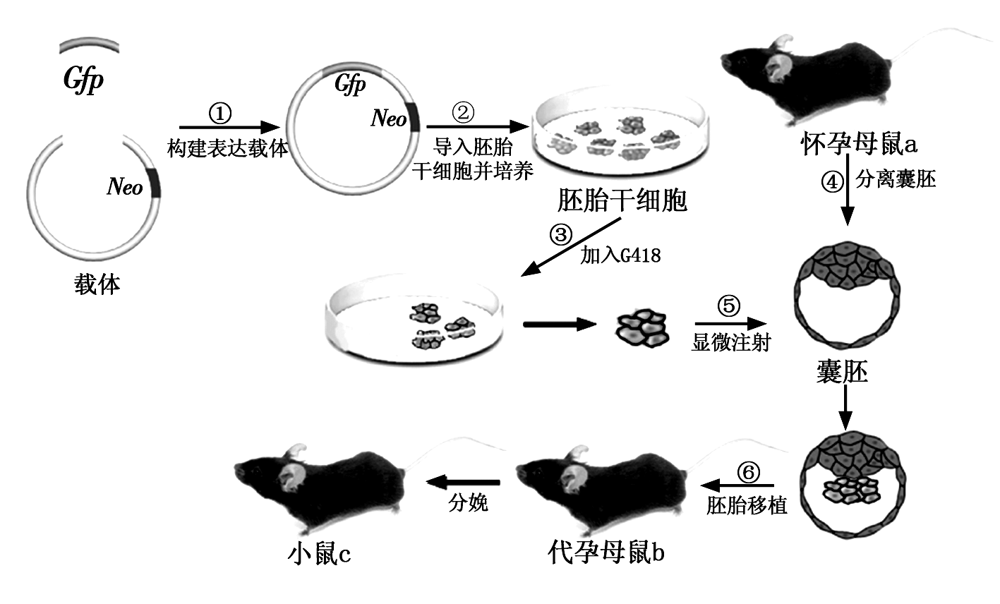 Gfp
Neo
载体
①
构建表达载体
Gfp
Neo
②
导入胚胎
干细胞并培养
胚胎干细胞
怀孕母鼠a
④
分离囊胚
③
加入G418
⑤
显微注射
囊胚
⑥
胚胎移植
代孕母鼠b
分娩
小鼠c